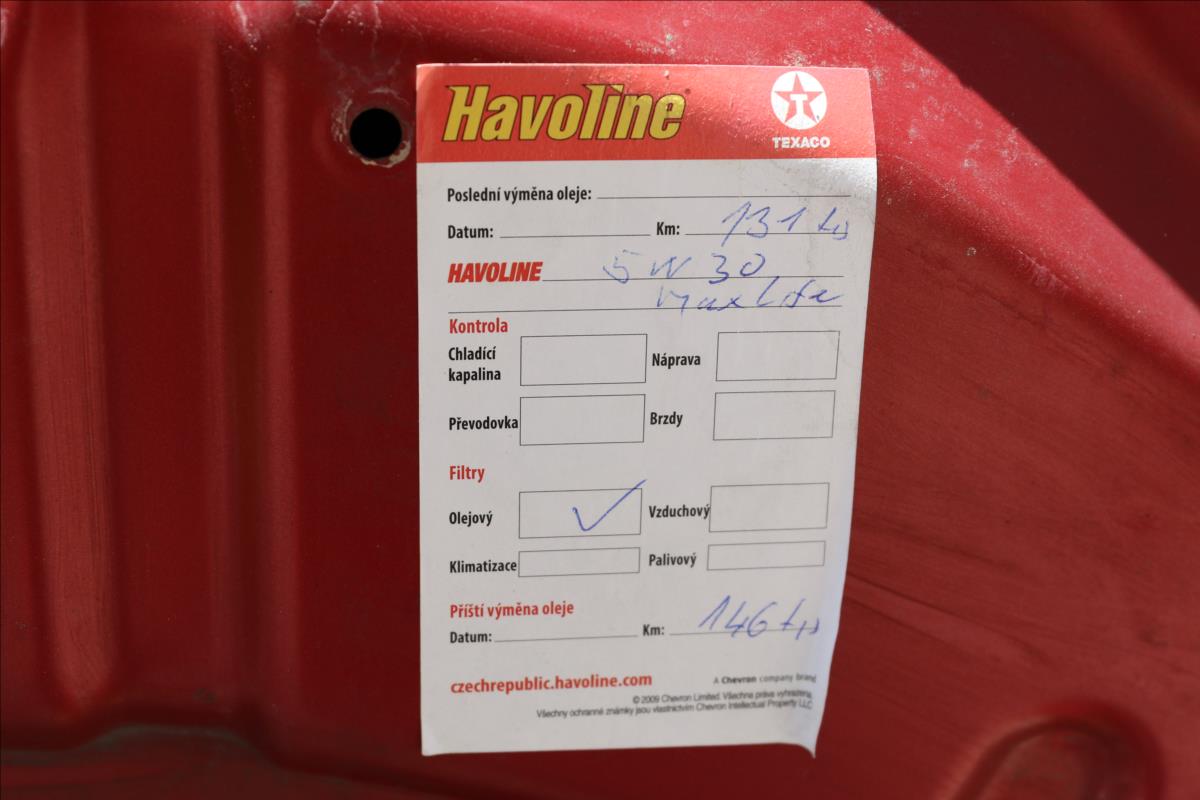 Havoline
TEXACO
Poslední výměna oleje:
Datum: Km: 131 tis
HAVOLINE 5W30
MaxLife
Kontrola
Chladící kapalina Náprava
Převodovka Brzdy
Filtry
Olejový Vzduchový
Klimatizace Palivový
Příští výměna oleje
Datum: Km: 146 tis
czechrepublic.havoline.com A Chevron company brand
© 2009 Chevron Limited. Všechna práva vyhrazena.
Všechny ochranné známky jsou vlastnictvím Chevron Intellectual Property LLC